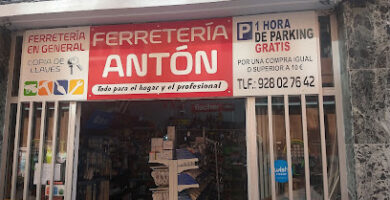 FERRETERÍA
EN GENERAL
COPIA DE
LLAVES
FERRETERÍA
ANTÓN
Todo para el hogar y el profesional
P 1 HORA
DE PARKING
GRATIS
POR UNA COMPRA IGUAL
O SUPERIOR A 10 €
TLF.: 928 02 76 42
fischer